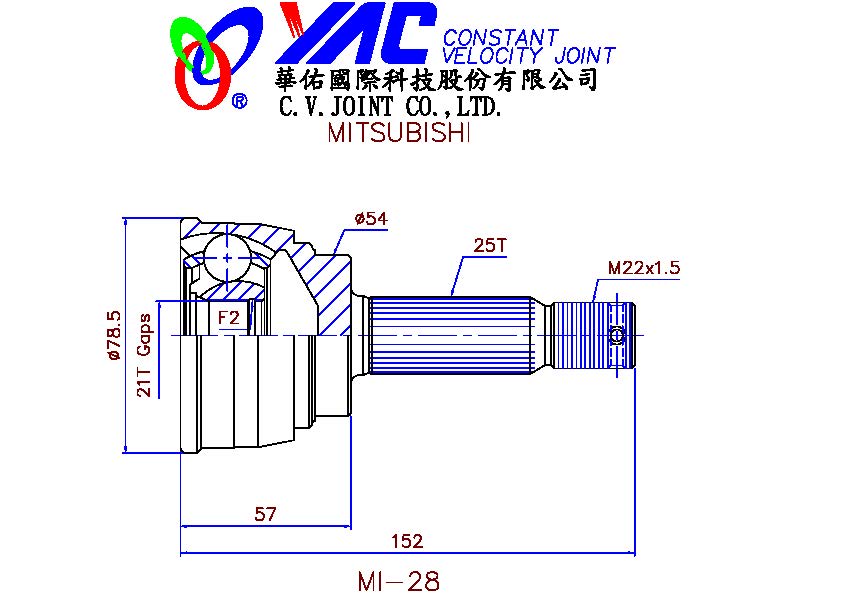 YAC CONSTANT
VELOCITY JOINT
華佑國際科技股份有限公司
®
C.V.JOINT CO.,LTD.
MITSUBISHI
ø54
25T
M22x1.5
F2
ø78.5
21T Gaps
57
152
MI-28